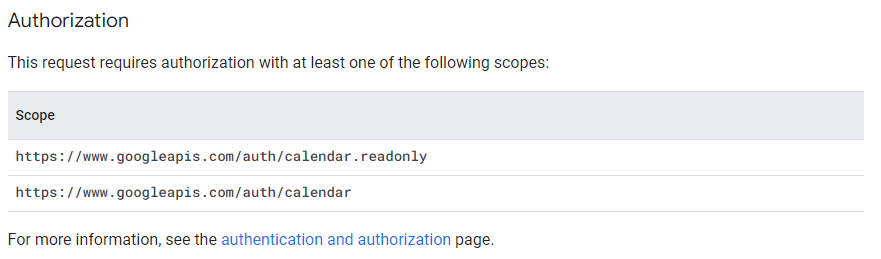 Authorization
This request requires authorization with at least one of the following scopes:
Scope
https://www.googleapis.com/auth/calendar.readonly
https://www.googleapis.com/auth/calendar
For more information, see the authentication and authorization page.